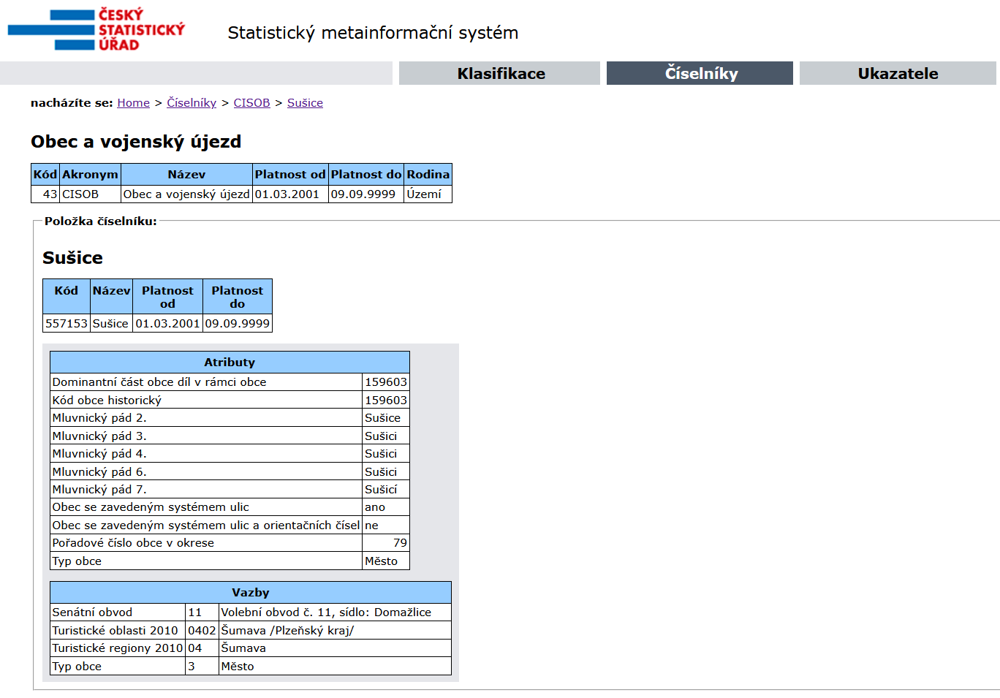 ČESKÝ
STATISTICKÝ
ÚŘAD
Statistický metainformační systém
Klasifikace Číselníky Ukazatele
nacházíte se: Home > Číselníky > CISOB > Sušice
Obec a vojenský újezd
Kód Akronym Název Platnost od Platnost do Rodina
43 CISOB Obec a vojenský újezd 01.03.2001 09.09.9999 Území
Položka číselníku:
Sušice
Kód Název Platnost od Platnost do
557153 Sušice 01.03.2001 09.09.9999
Atributy
Dominantní část obce díl v rámci obce 159603
Kód obce historický 159603
Mluvnický pád 2. Sušice
Mluvnický pád 3. Sušici
Mluvnický pád 4. Sušici
Mluvnický pád 6. Sušici
Mluvnický pád 7. Sušicí
Obec se zavedeným systémem ulic ano
Obec se zavedeným systémem ulic a orientačních čísel ne
Pořadové číslo obce v okrese 79
Typ obce Město
Vazby
Senátní obvod 11 Volební obvod č. 11, sídlo: Domažlice
Turistické oblasti 2010 0402 Šumava /Plzeňský kraj/
Turistické regiony 2010 04 Šumava
Typ obce 3 Město